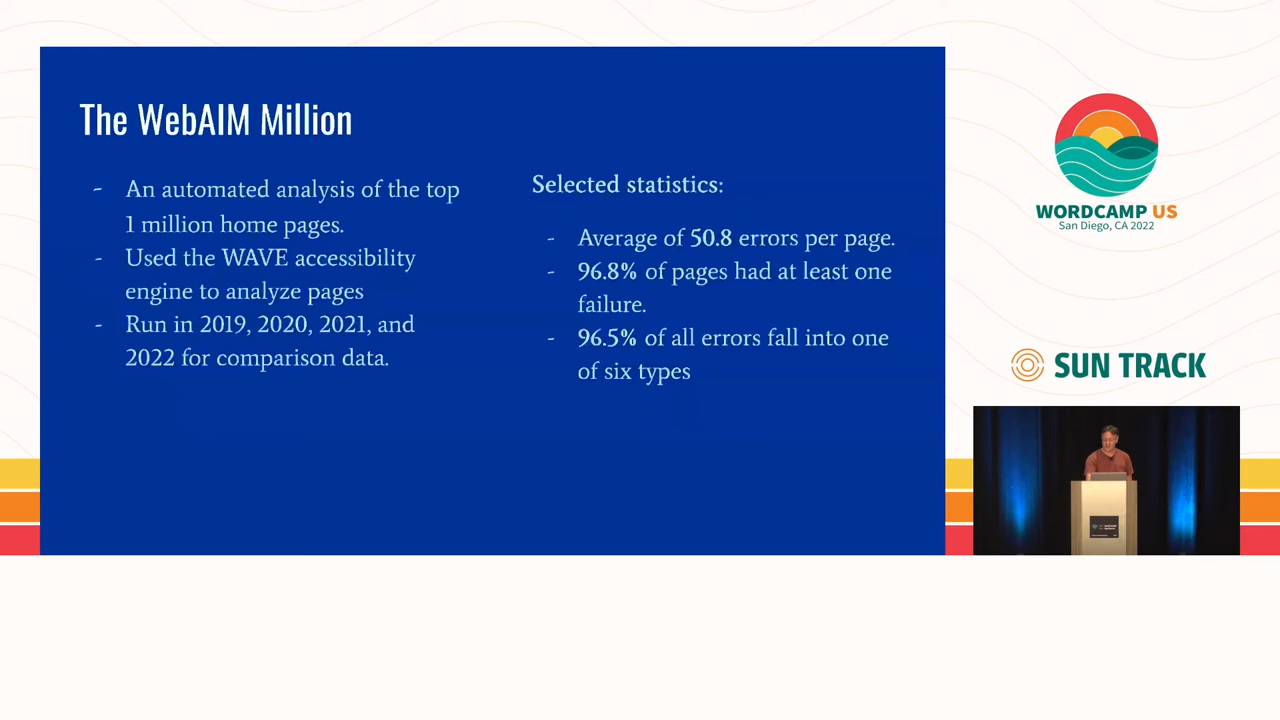 The WebAIM Million
- An automated analysis of the top
1 million home pages.
- Used the WAVE accessibility
engine to analyze pages
- Run in 2019, 2020, 2021, and
2022 for comparison data.
Selected statistics:
- Average of 50.8 errors per page.
- 96.8% of pages had at least one
failure.
- 96.5% of all errors fall into one
of six types
WORDCAMP US
San Diego, CA 2022
SUN TRACK